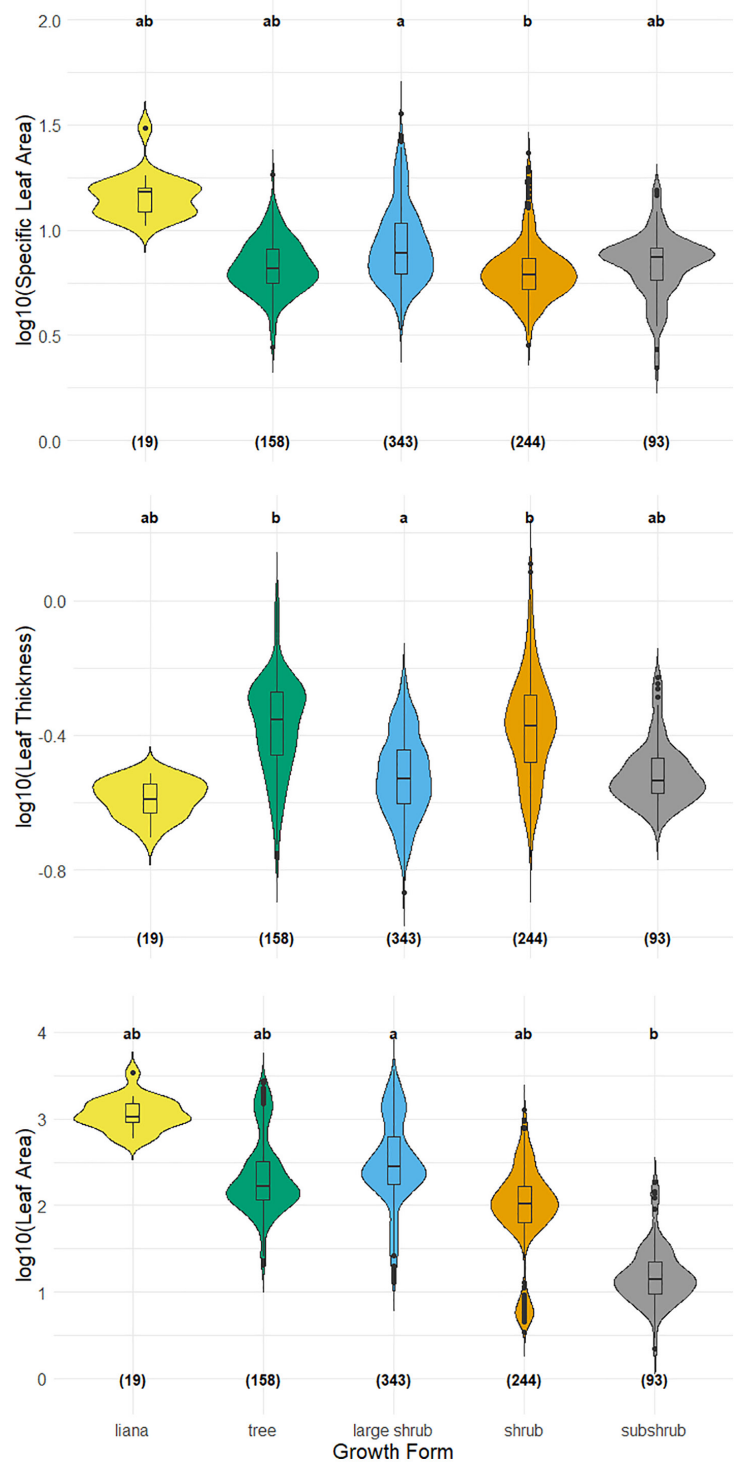 2.0
ab ab a b ab
1.5
1.0
0.5
0.0
(19) (158) (343) (244) (93)
log10(Specific Leaf Area)
ab b a b ab
0.0
-0.4
-0.8
(19) (158) (343) (244) (93)
log10(Leaf Thickness)
4
ab ab a ab b
3
2
1
0
(19) (158) (343) (244) (93)
log10(Leaf Area)
liana tree large shrub shrub subshrub
Growth Form